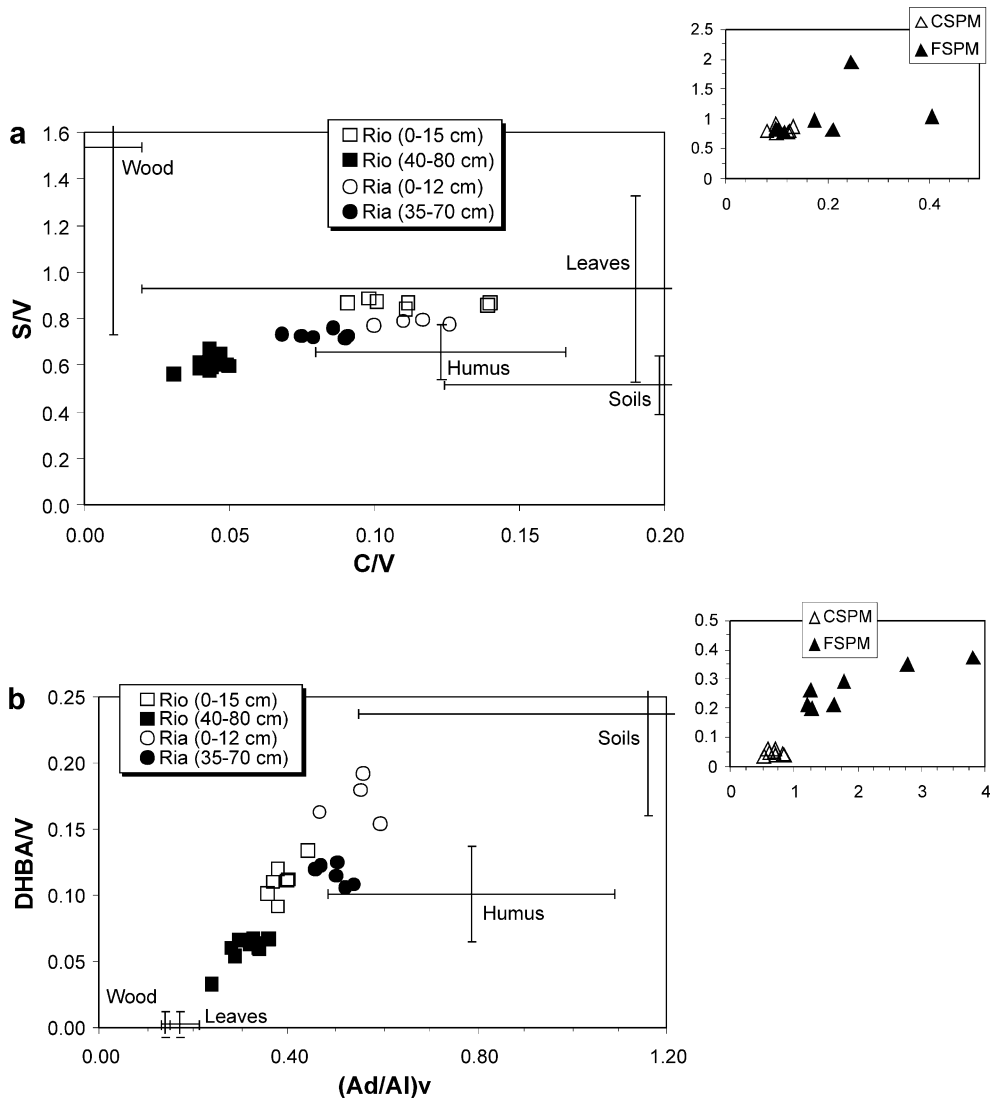 CSPM
FSPM
2.5
2
1.5
1
0.5
0
0 0.2 0.4
a
Rio (0-15 cm)
Rio (40-80 cm)
Ria (0-12 cm)
Ria (35-70 cm)
1.6
1.4
1.2
1.0
0.8
0.6
0.4
0.2
0.0
S/V
Wood
Leaves
Humus
Soils
0.00 0.05 0.10 0.15 0.20
C/V
CSPM
FSPM
0.5
0.4
0.3
0.2
0.1
0
0 1 2 3 4
b
Rio (0-15 cm)
Rio (40-80 cm)
Ria (0-12 cm)
Ria (35-70 cm)
0.25
0.20
0.15
0.10
0.05
0.00
DHBA/V
Soils
Humus
Wood
Leaves
0.00 0.40 0.80 1.20
(Ad/Al)v